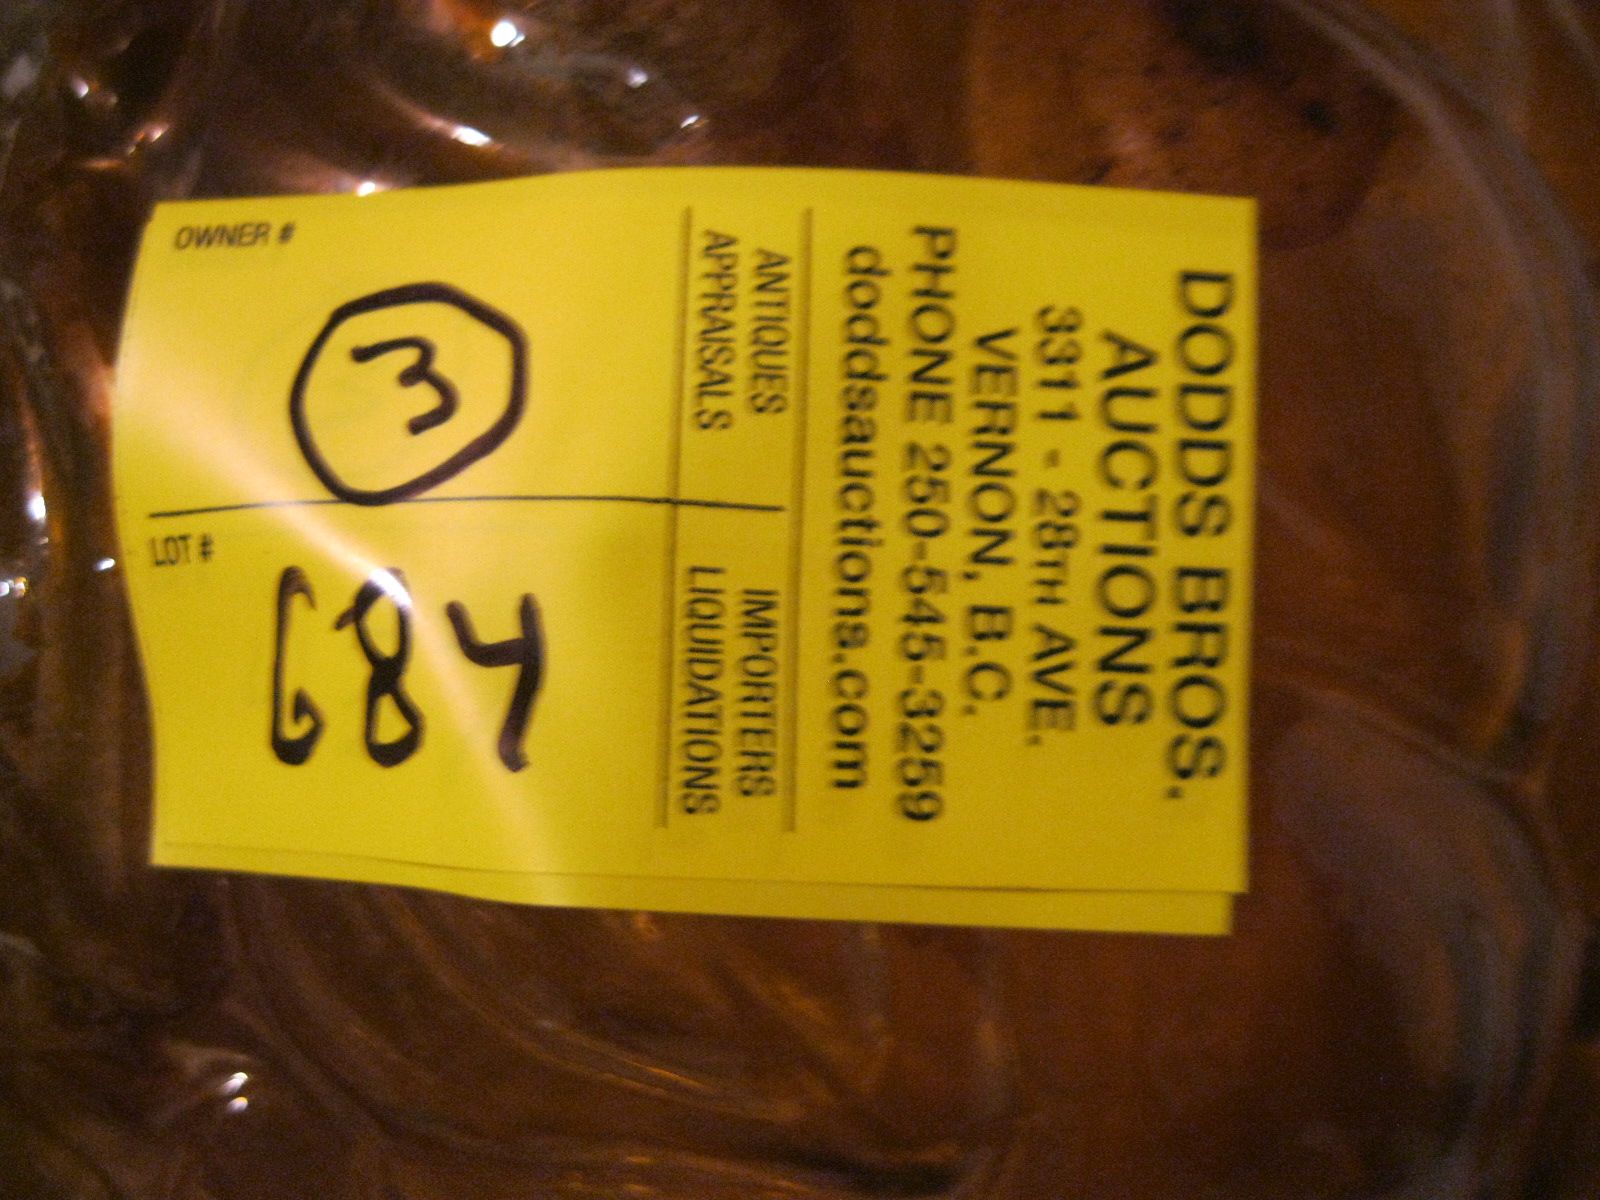 DODDS BROS.
AUCTIONS
3311 - 28TH AVE.
VERNON, B.C.
PHONE 250-545-3259
doddsauctions.com
ANTIQUES
APPRAISALS
IMPORTERS
LIQUIDATIONS
OWNER #
3
LOT #
684